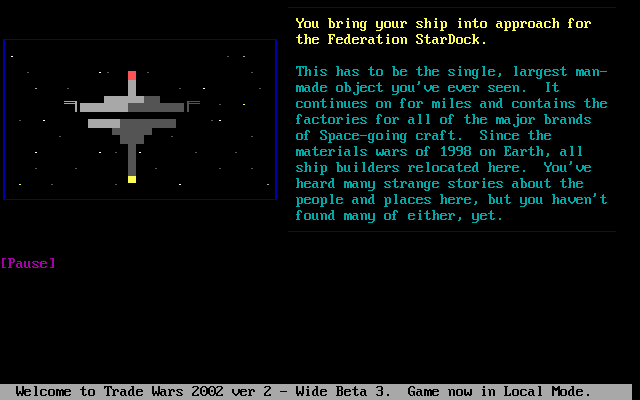 You bring your ship into approach for
the Federation StarDock.
This has to be the single, largest man-
made object you've ever seen.  It
continues on for miles and contains the
factories for all of the major brands
of Space-going craft.  Since the
materials wars of 1998 on Earth, all
ship builders relocated here.  You've
heard many strange stories about the
people and places here, but you haven't
found many of either, yet.
[Pause]
Welcome to Trade Wars 2002 ver 2 - Wide Beta 3.  Game now in Local Mode.